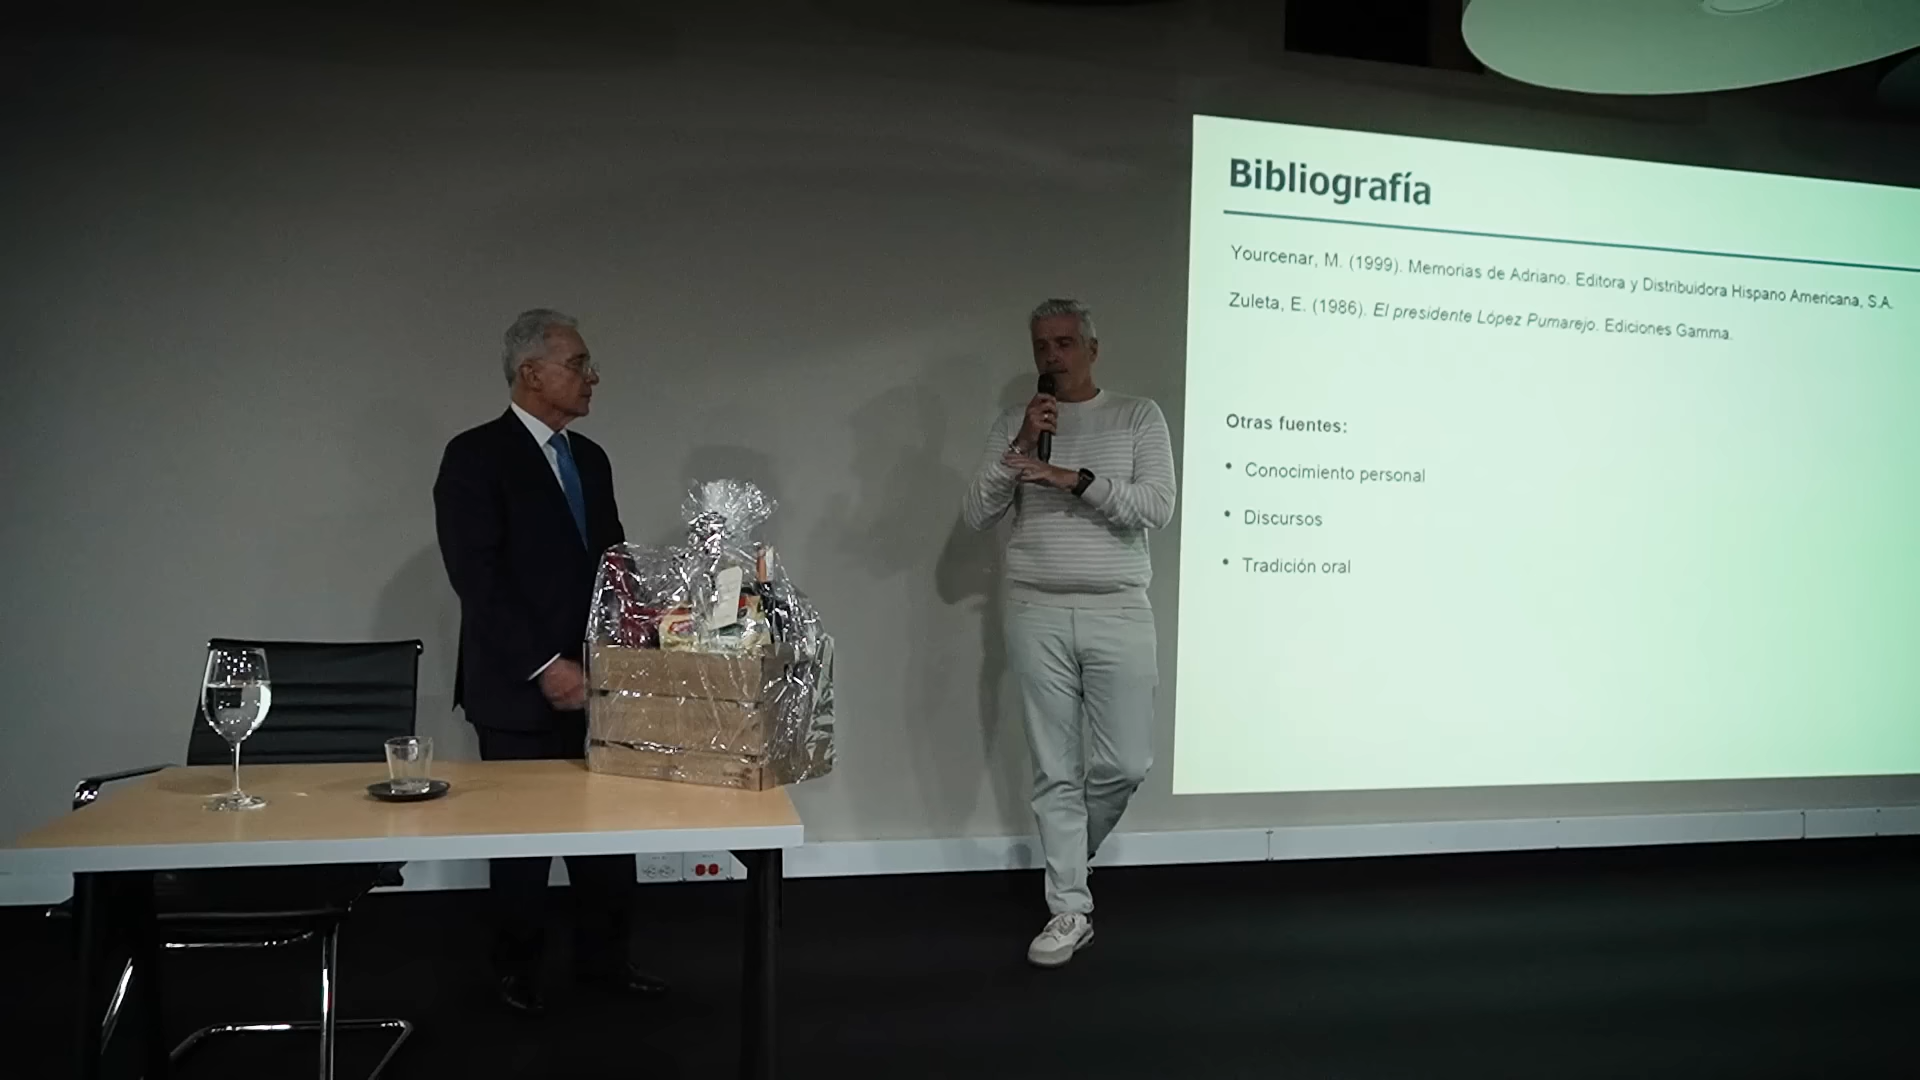 Bibliografía
Yourcenar, M. (1999). Memorias de Adriano. Editora y Distribuidora Hispano Americana, S.A.
Zuleta, E. (1986). El presidente López Pumarejo. Ediciones Gamma.
Otras fuentes:
• Conocimiento personal
• Discursos
• Tradición oral